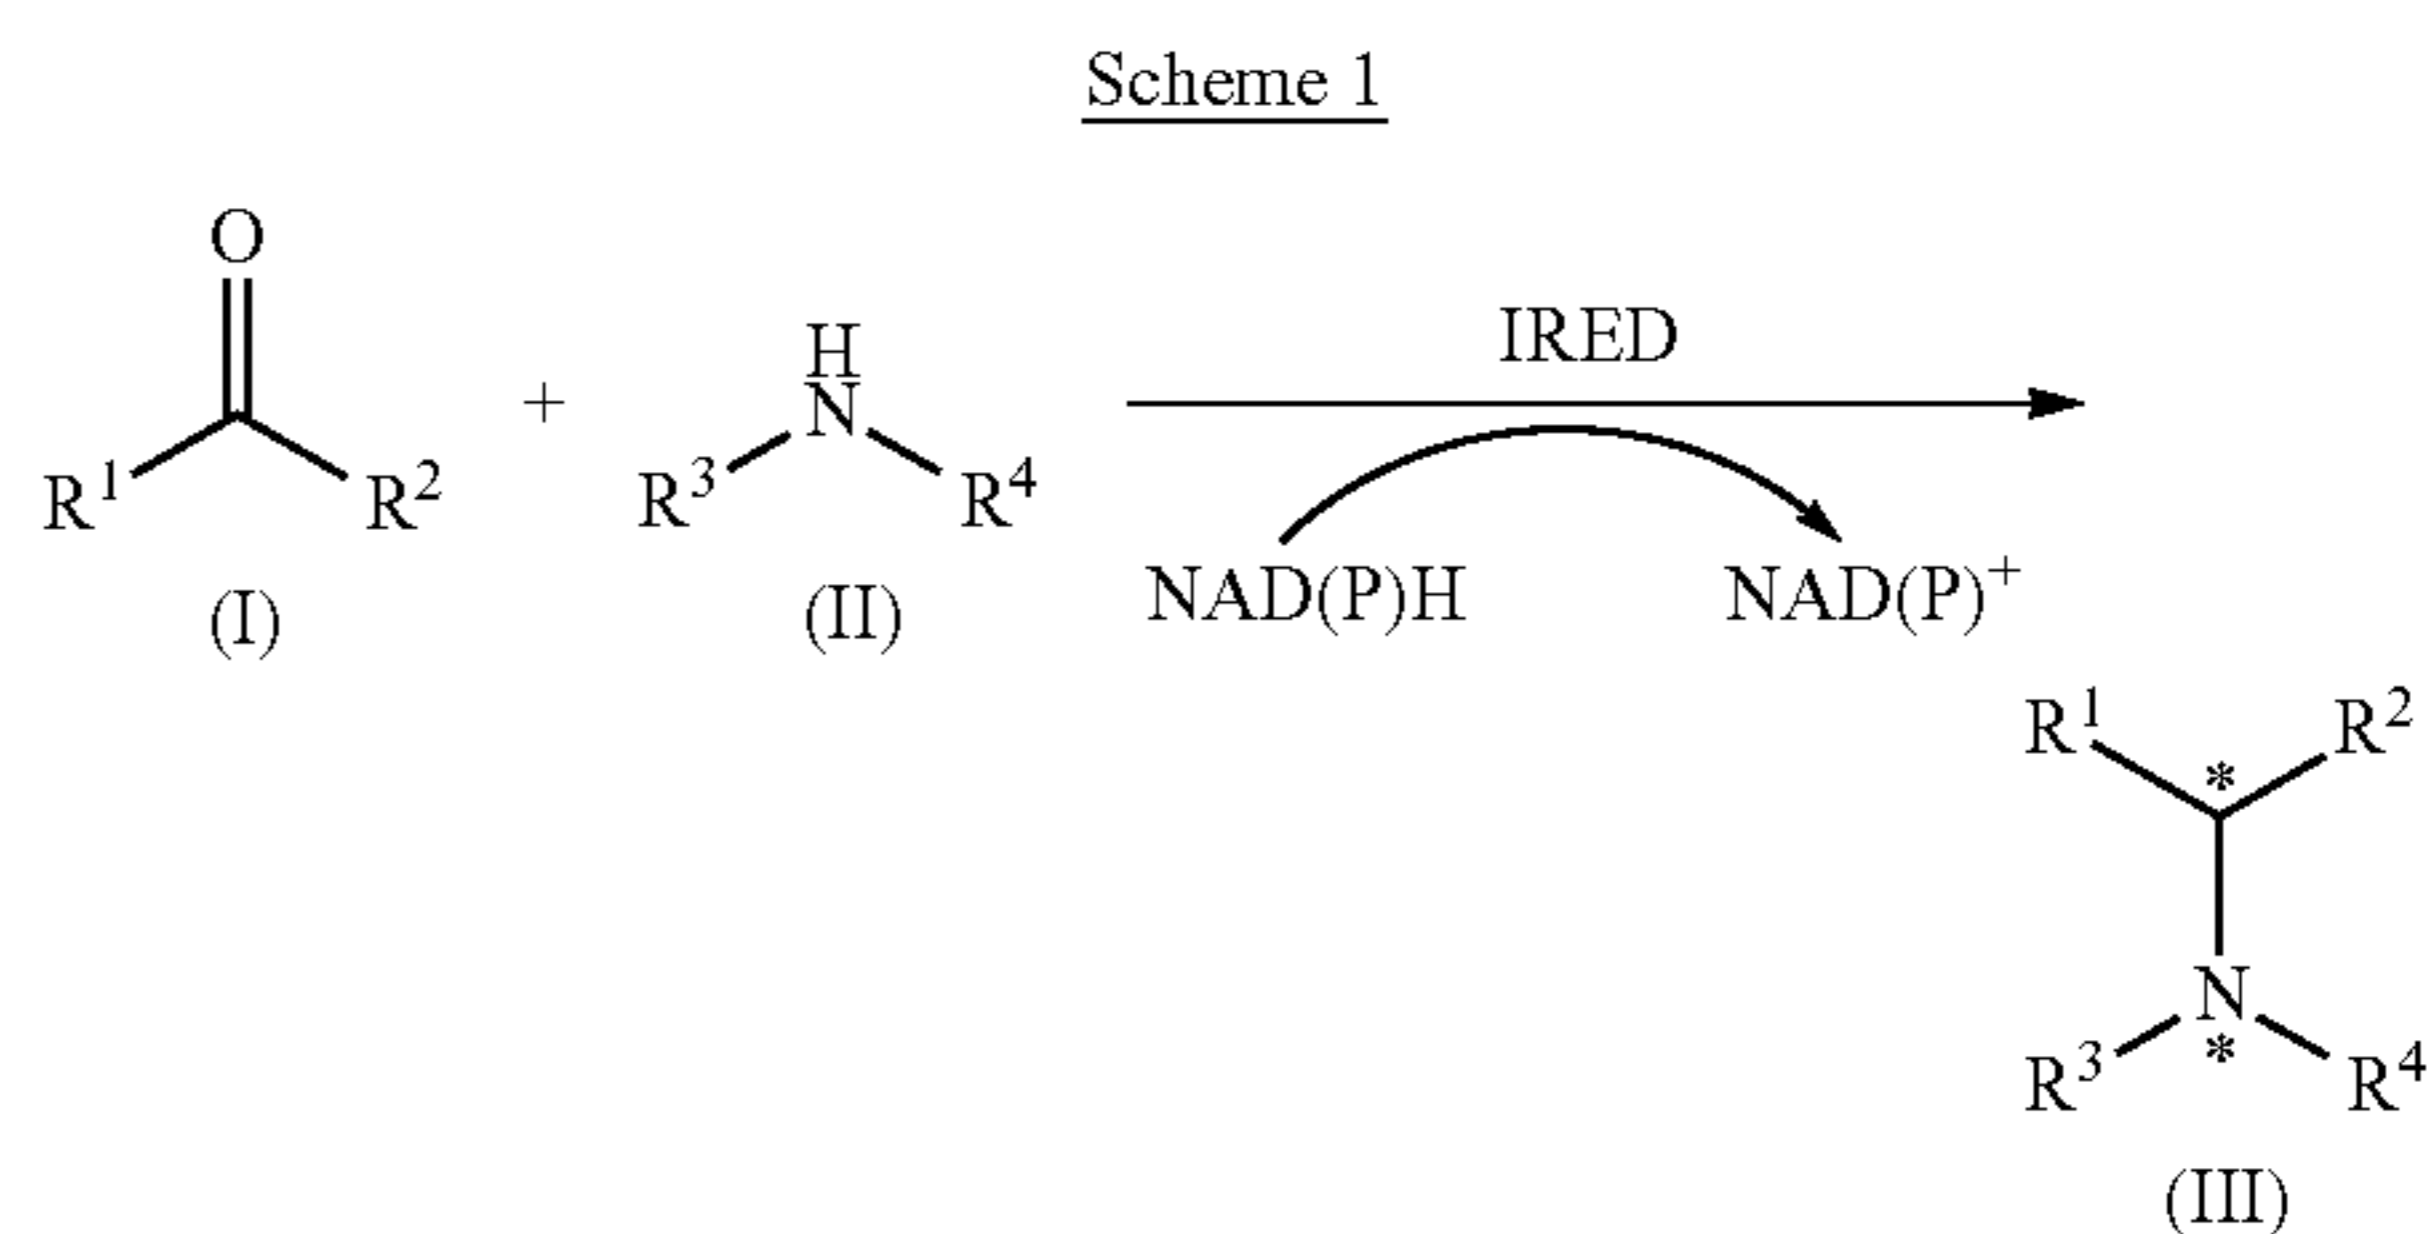 Scheme 1
O
R¹ R²
(I)
+
H
N
R³ R⁴
(II)
IRED
NAD(P)H NAD(P)⁺
R¹ R²
*
N
*
R³ R⁴
(III)